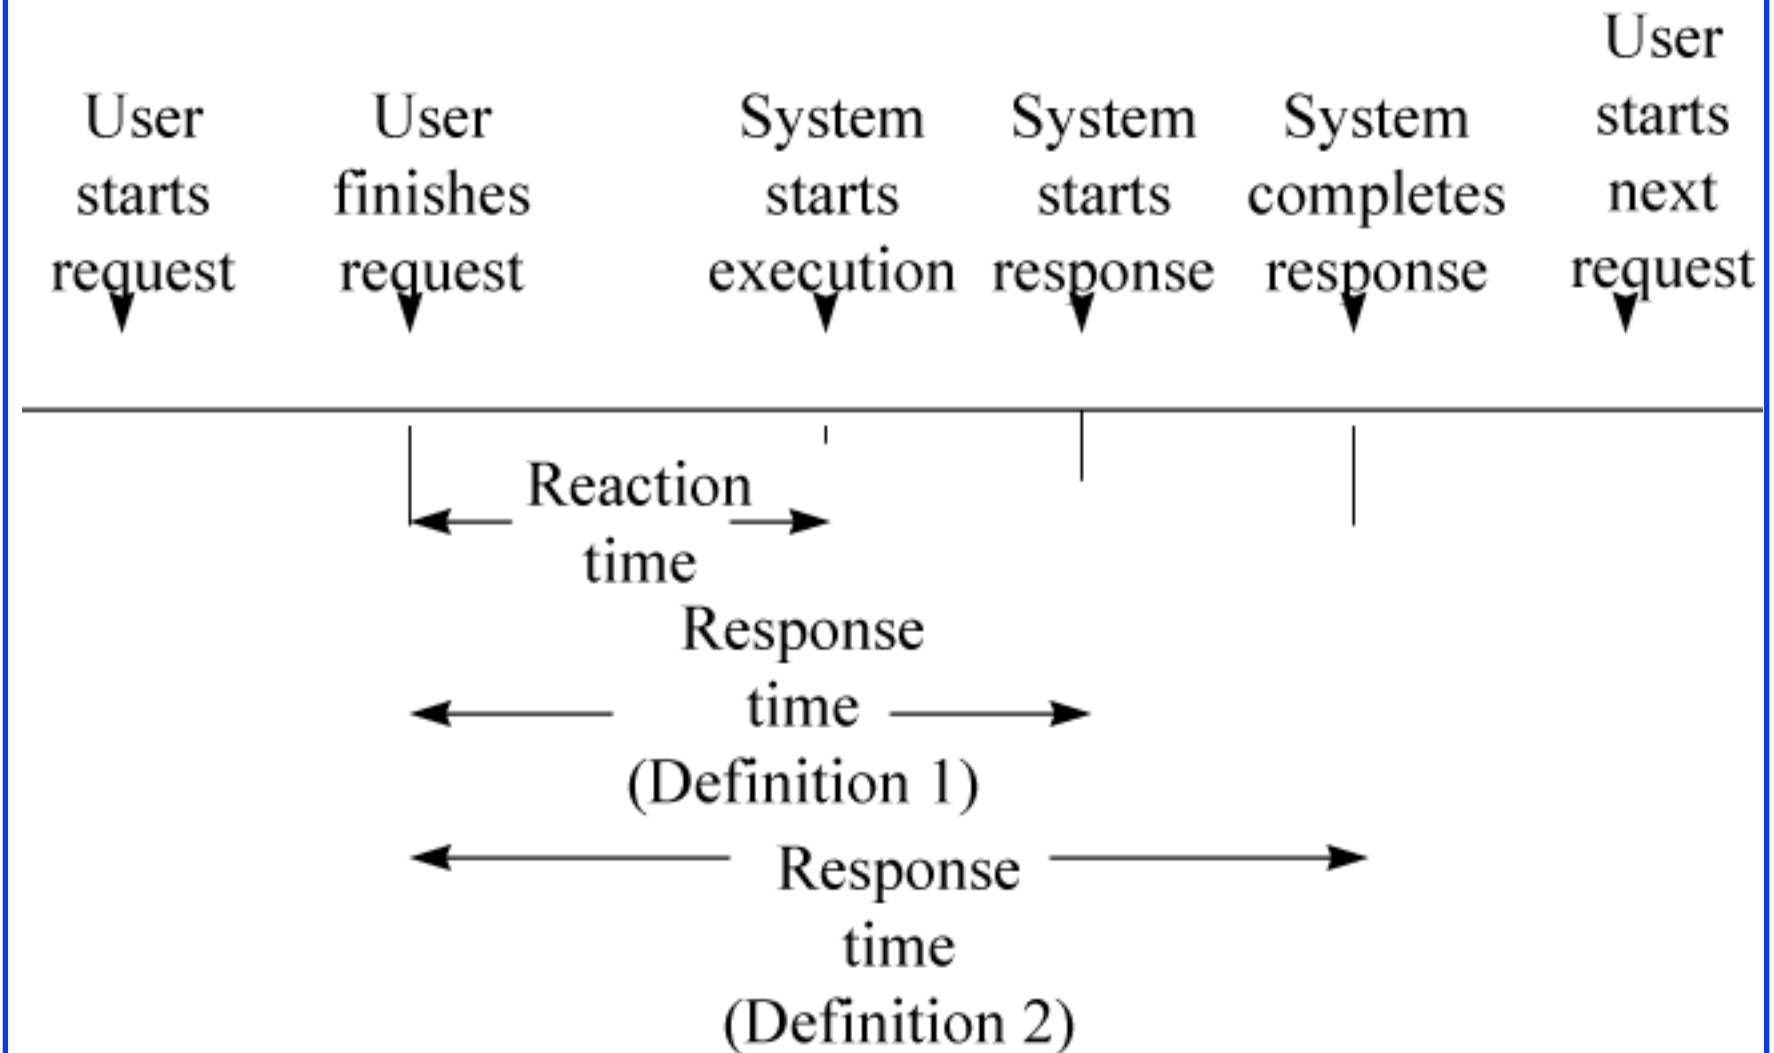 User
starts
request
User
finishes
request
System
starts
execution
System
starts
response
System
completes
response
User
starts
next
request
Reaction
time
Response
time
(Definition 1)
Response
time
(Definition 2)